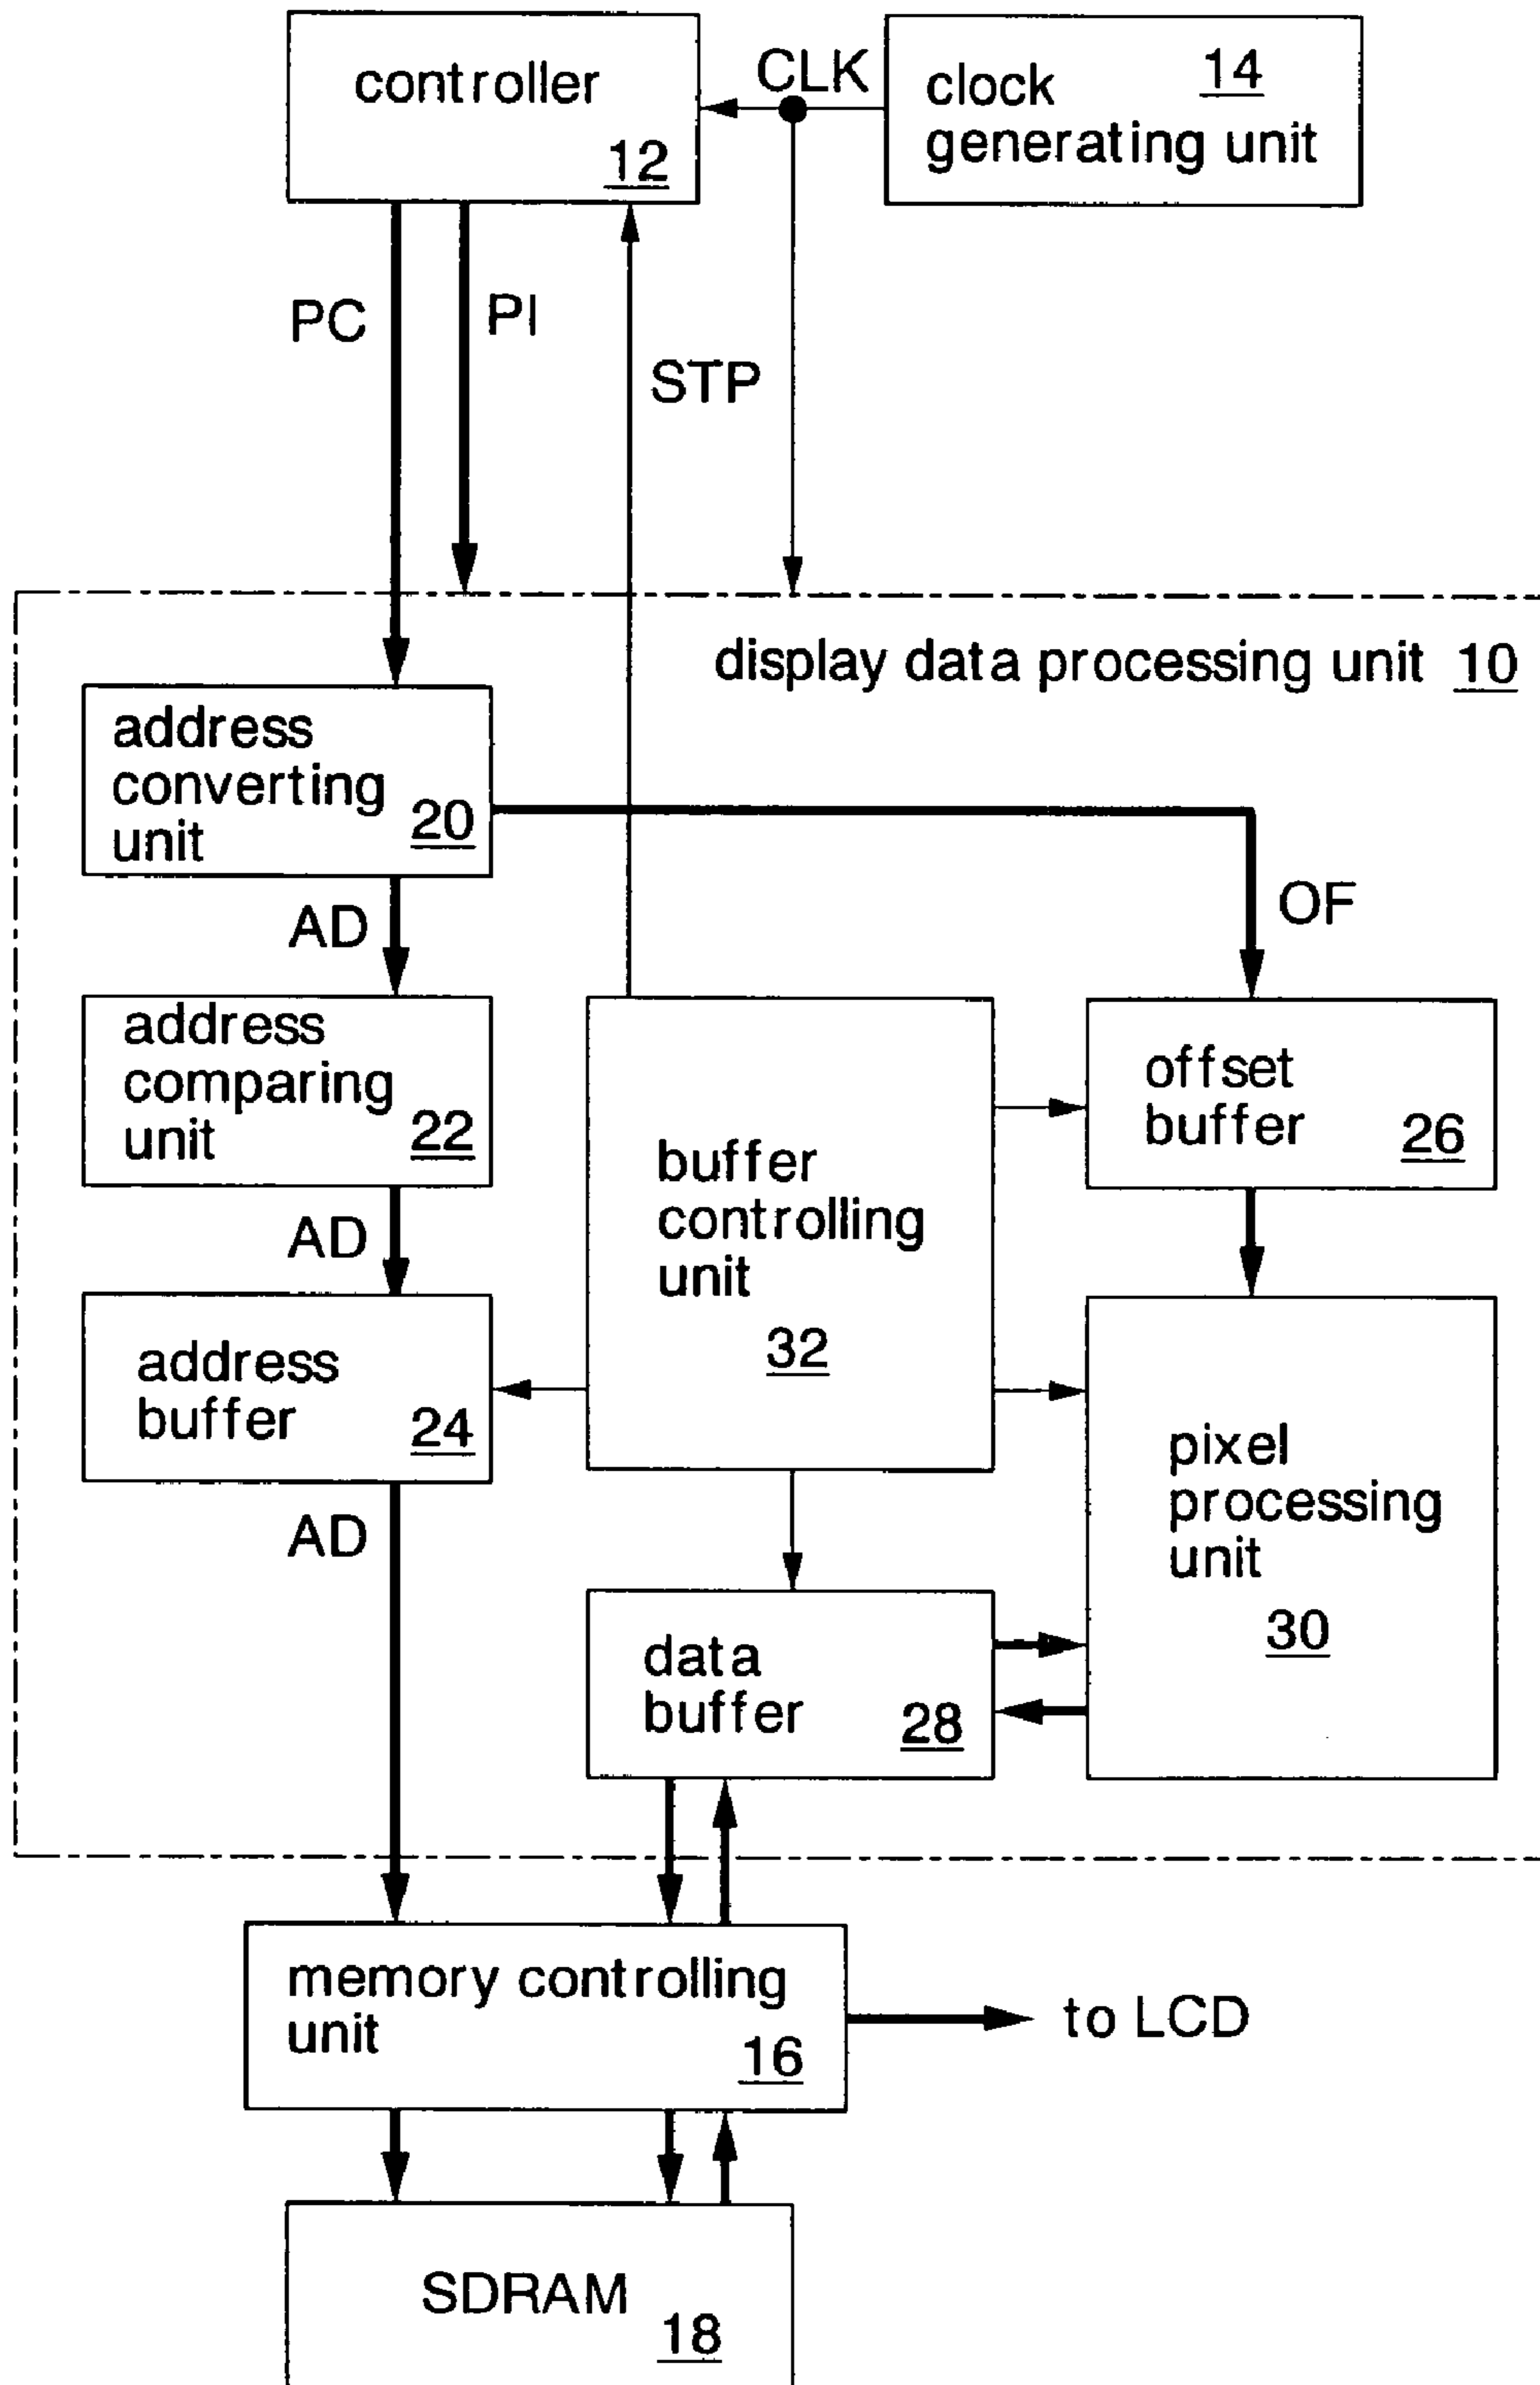 controller
12
CLK
clock
14
generating unit
PC
PI
STP
display data processing unit 10
address
converting
unit
20
OF
AD
address
comparing
unit
22
buffer
controlling
unit
32
offset
buffer
26
AD
address
buffer
24
pixel
processing
unit
30
AD
data
buffer
28
memory controlling
unit
16
to LCD
SDRAM
18